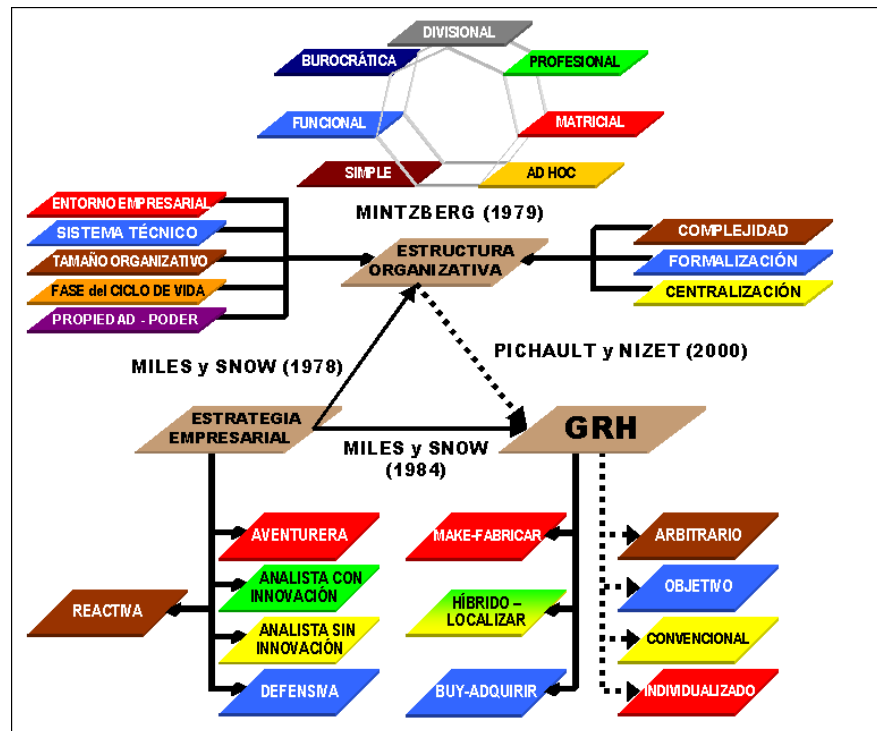 DIVISIONAL
BUROCRÁTICA
PROFESIONAL
FUNCIONAL
MATRICIAL
SIMPLE
AD HOC
MINTZBERG (1979)
ENTORNO EMPRESARIAL
SISTEMA TÉCNICO
TAMAÑO ORGANIZATIVO
FASE del CICLO DE VIDA
PROPIEDAD - PODER
ESTRUCTURA
ORGANIZATIVA
COMPLEJIDAD
FORMALIZACIÓN
CENTRALIZACIÓN
MILES y SNOW (1978)
PICHAULT y NIZET (2000)
ESTRATEGIA
EMPRESARIAL
MILES y SNOW
(1984)
GRH
AVENTURERA
ANALISTA CON
INNOVACIÓN
REACTIVA
ANALISTA SIN
INNOVACIÓN
DEFENSIVA
MAKE-FABRICAR
HÍBRIDO –
LOCALIZAR
BUY-ADQUIRIR
ARBITRARIO
OBJETIVO
CONVENCIONAL
INDIVIDUALIZADO